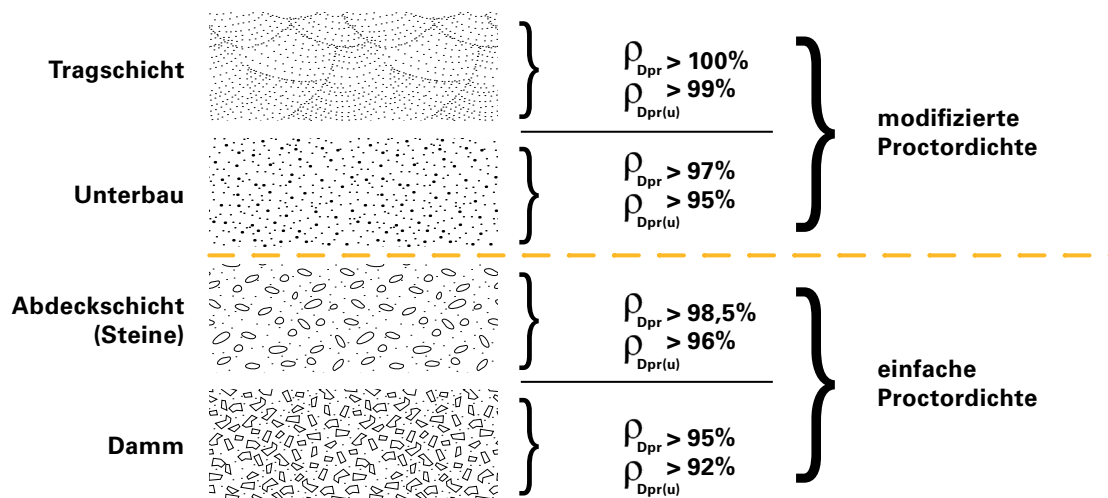 Tragschicht
ρDpr > 100%
ρDpr(u) > 99%
modifizierte
Proctordichte
Unterbau
ρDpr > 97%
ρDpr(u) > 95%
Abdeckschicht
(Steine)
ρDpr > 98,5%
ρDpr(u) > 96%
einfache
Proctordichte
Damm
ρDpr > 95%
ρDpr(u) > 92%